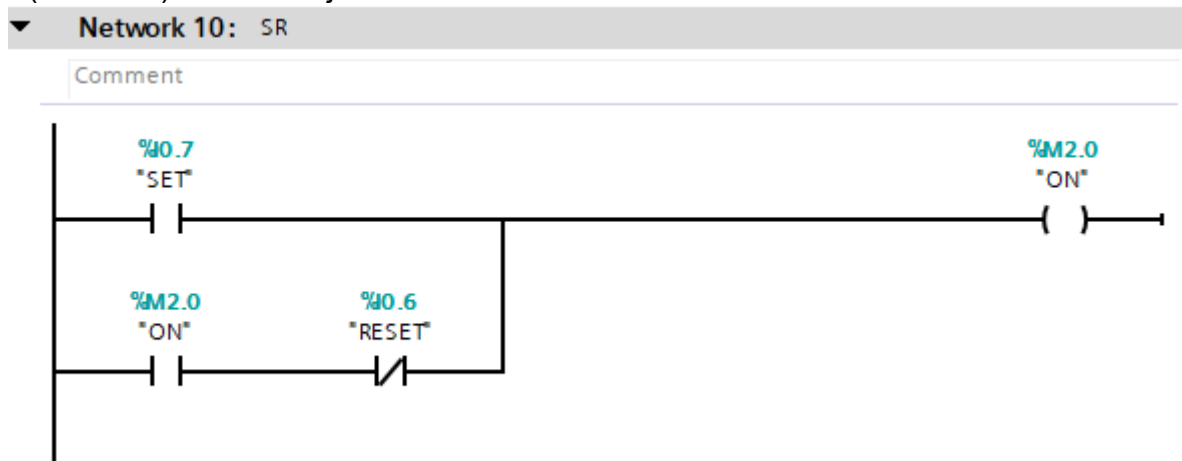 Network 10: SR
Comment
%I0.7
"SET"
%M2.0
"ON"
%M2.0
"ON"
%I0.6
"RESET"